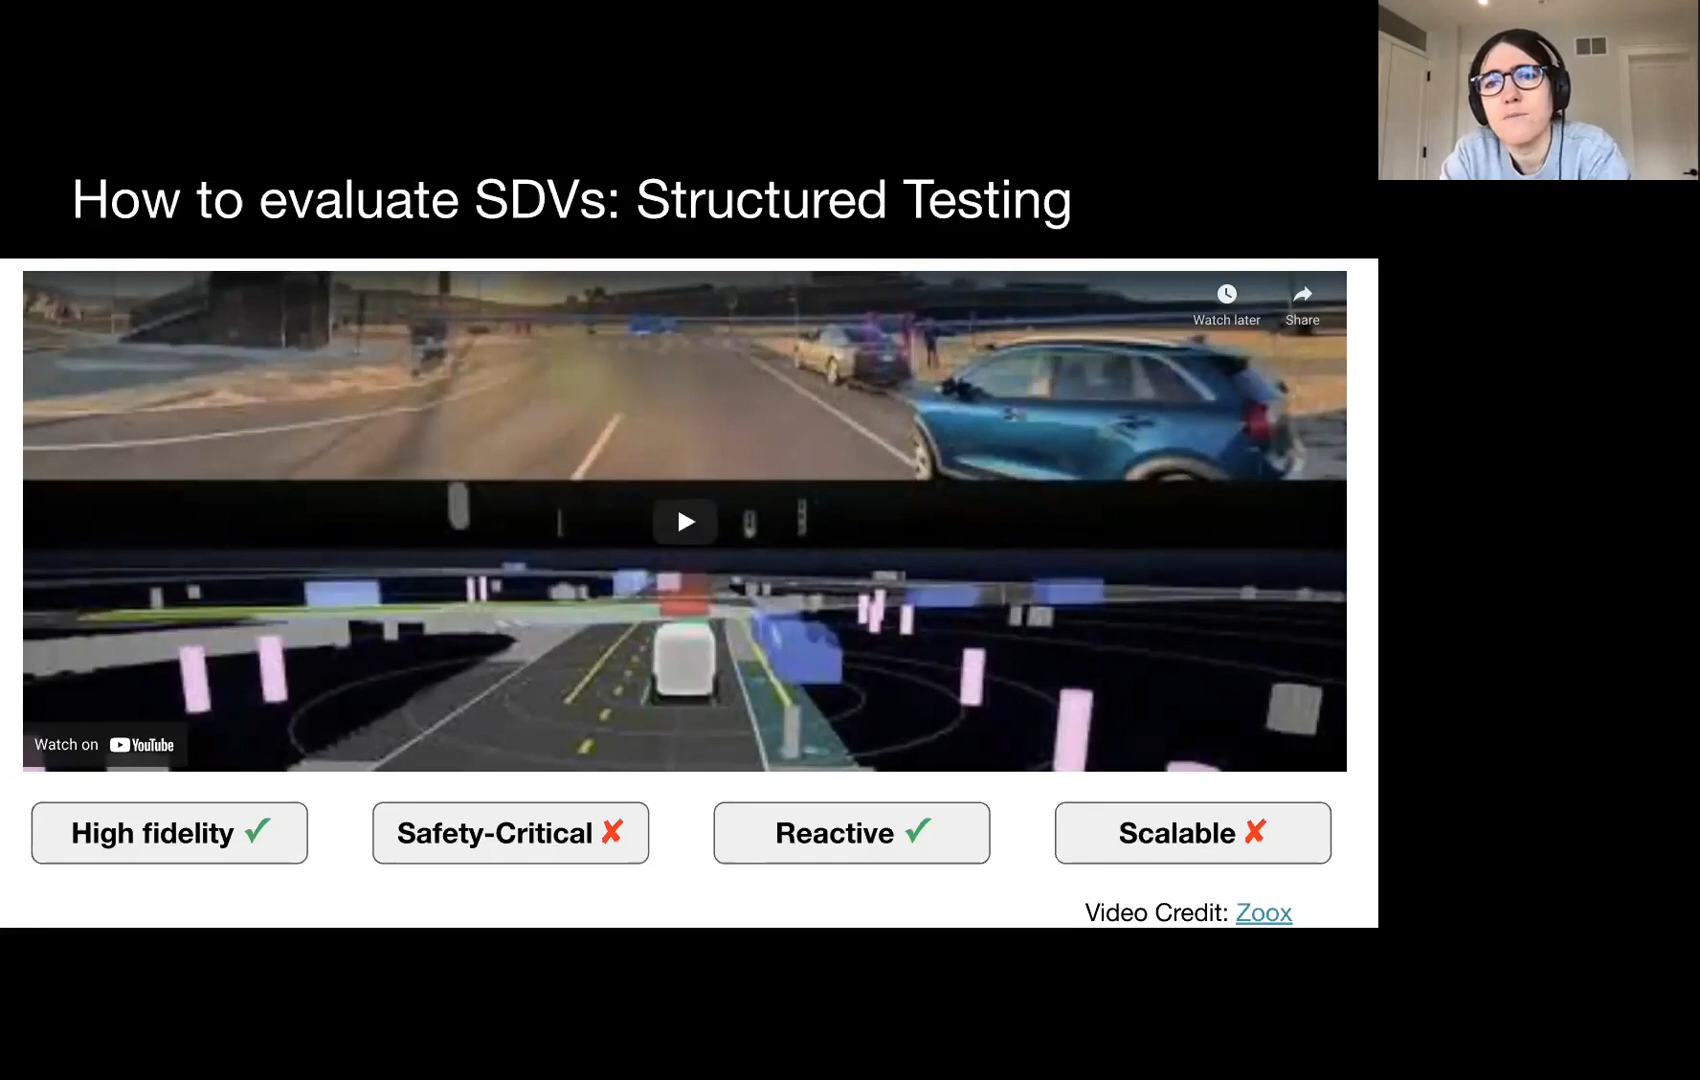 How to evaluate SDVs: Structured Testing
Watch later
Share
Watch on YouTube
High fidelity ✓
Safety-Critical ✘
Reactive ✓
Scalable ✘
Video Credit: Zoox